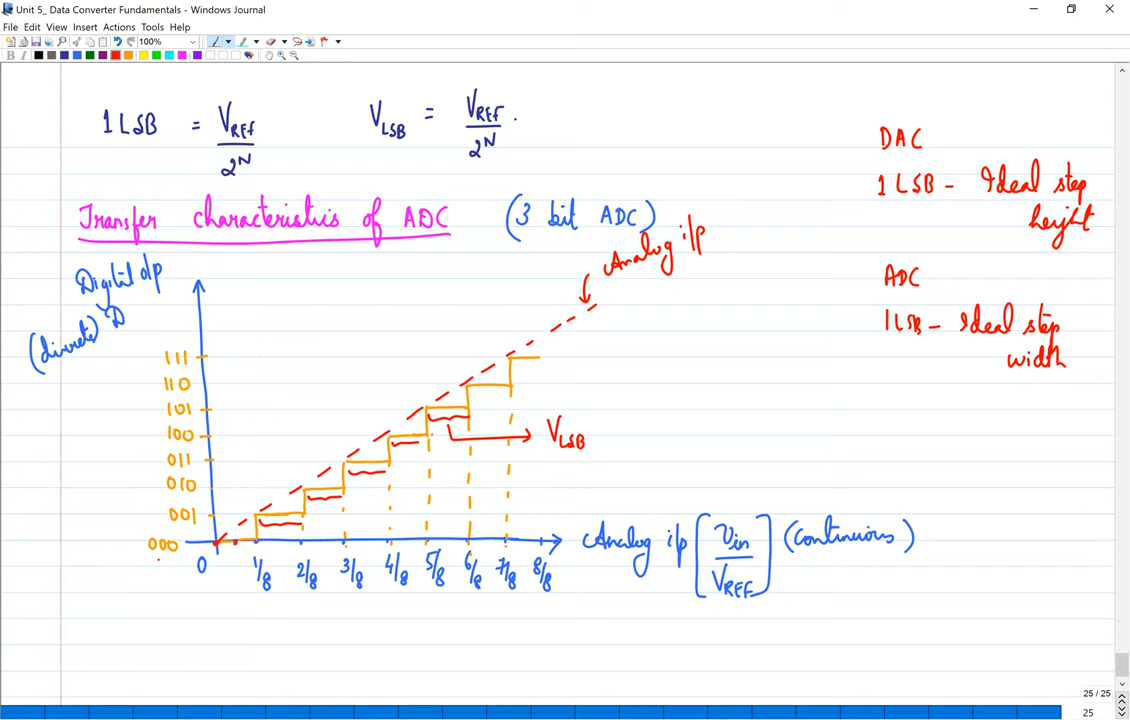 Unit 5_ Data Converter Fundamentals - Windows Journal
File Edit View Insert Actions Tools Help
100%
B I
1 LSB = VREF / 2^N
VLSB = VREF / 2^N
DAC
1 LSB - Ideal step
height
Transfer characteristics of ADC (3 bit ADC)
Analog i/p
ADC
1LSB - Ideal step
width
Digital o/p
(discrete) D
111
110
101
100
011
010
001
000
VLSB
0 1/8 2/8 3/8 4/8 5/8 6/8 7/8 8/8
Analog i/p [Vin / VREF] (continuous)
25 / 25
25